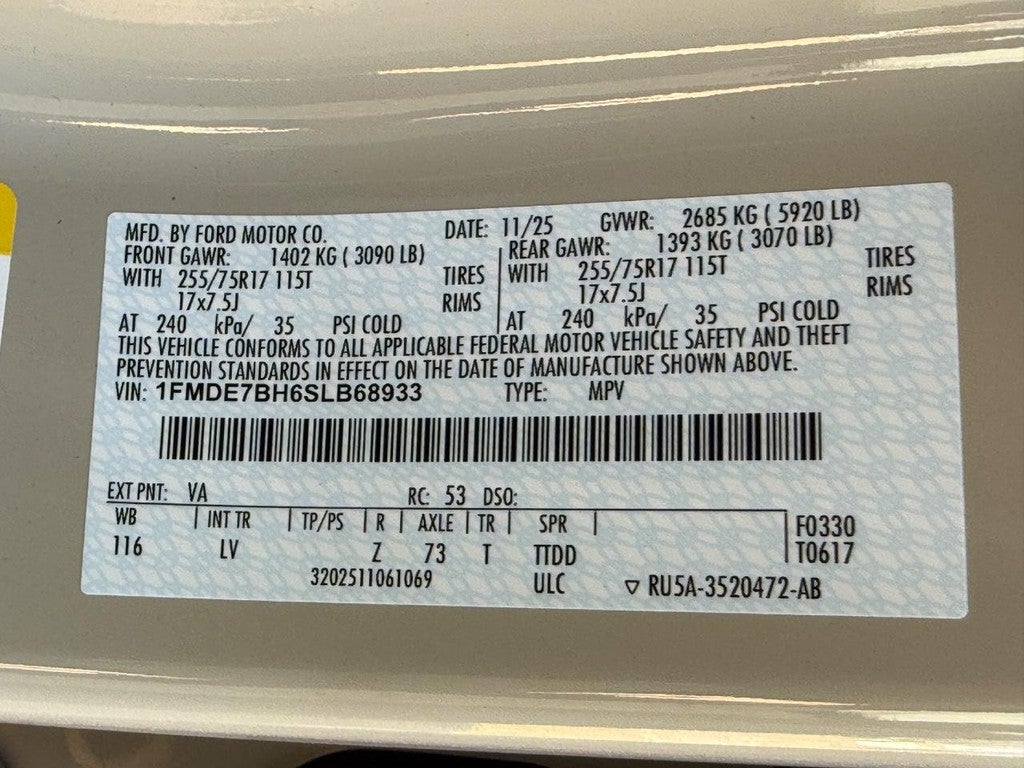 MFD. BY FORD MOTOR CO. DATE: 11/25 GVWR: 2685 KG ( 5920 LB)
FRONT GAWR: 1402 KG ( 3090 LB) REAR GAWR: 1393 KG ( 3070 LB)
WITH 255/75R17 115T TIRES WITH 255/75R17 115T TIRES
17x7.5J RIMS 17x7.5J RIMS
AT 240 kPa/ 35 PSI COLD AT 240 kPa/ 35 PSI COLD
THIS VEHICLE CONFORMS TO ALL APPLICABLE FEDERAL MOTOR VEHICLE SAFETY AND THEFT
PREVENTION STANDARDS IN EFFECT ON THE DATE OF MANUFACTURE SHOWN ABOVE.
VIN: 1FMDE7BH6SLB68933 TYPE: MPV
EXT PNT: VA RC: 53 DSO:
WB INT TR TP/PS R AXLE TR SPR F0330
116 LV Z 73 T TTDD T0617
3202511061069 ULC ▽ RU5A-3520472-AB